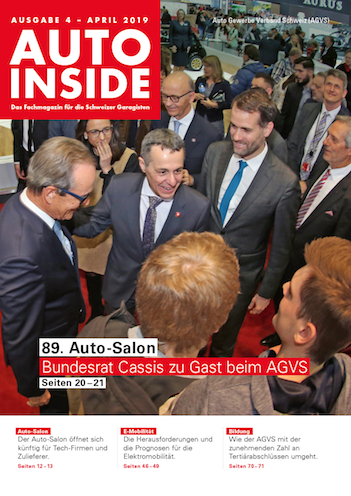 AUSGABE 4 – APRIL 2019
Auto Gewerbe Verband Schweiz (AGVS)
AURUS
AUTO
INSIDE
Das Fachmagazin für die Schweizer Garagisten
89. Auto-Salon
Bundesrat Cassis zu Gast beim AGVS
Seiten 20–21
Auto-Salon
Der Auto-Salon öffnet sich
künftig für Tech-Firmen und
Zulieferer.
Seiten 12–13
E-Mobilität
Die Herausforderungen und
die Prognosen für die
Elektromobilität.
Seiten 46–49
Bildung
Wie der AGVS mit der
zunehmenden Zahl an
Tertiärabschlüssen umgeht.
Seiten 70–71